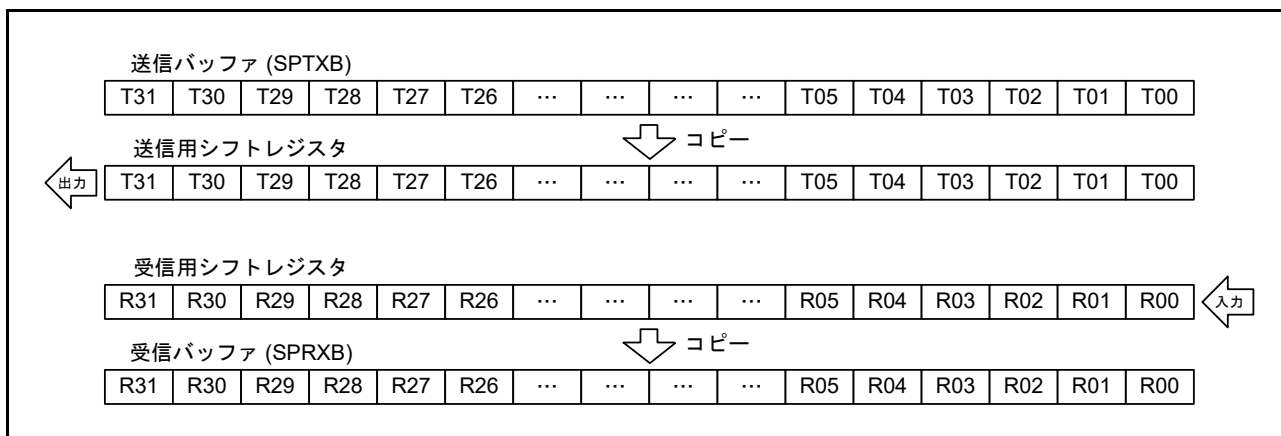 送信バッファ (SPTXB)
T31 T30 T29 T28 T27 T26 … … … … T05 T04 T03 T02 T01 T00
コピー
送信用シフトレジスタ
出力 T31 T30 T29 T28 T27 T26 … … … … T05 T04 T03 T02 T01 T00
受信用シフトレジスタ
R31 R30 R29 R28 R27 R26 … … … … R05 R04 R03 R02 R01 R00 入力
コピー
受信バッファ (SPRXB)
R31 R30 R29 R28 R27 R26 … … … … R05 R04 R03 R02 R01 R00